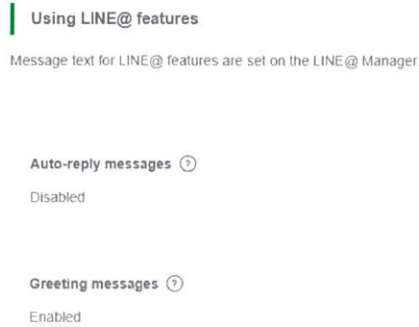 Using LINE@ features
Message text for LINE@ features are set on the LINE@ Manager
Auto-reply messages ?
Disabled
Greeting messages ?
Enabled